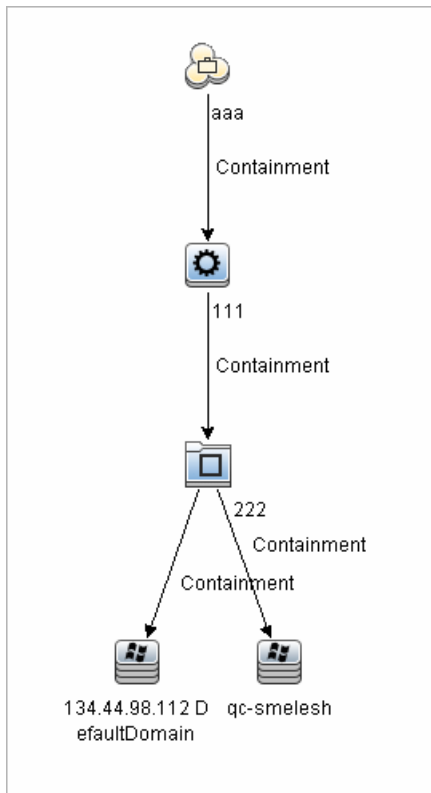 aaa
Containment
111
Containment
222
Containment
Containment
134.44.98.112 D
efaultDomain
qc-smelesh